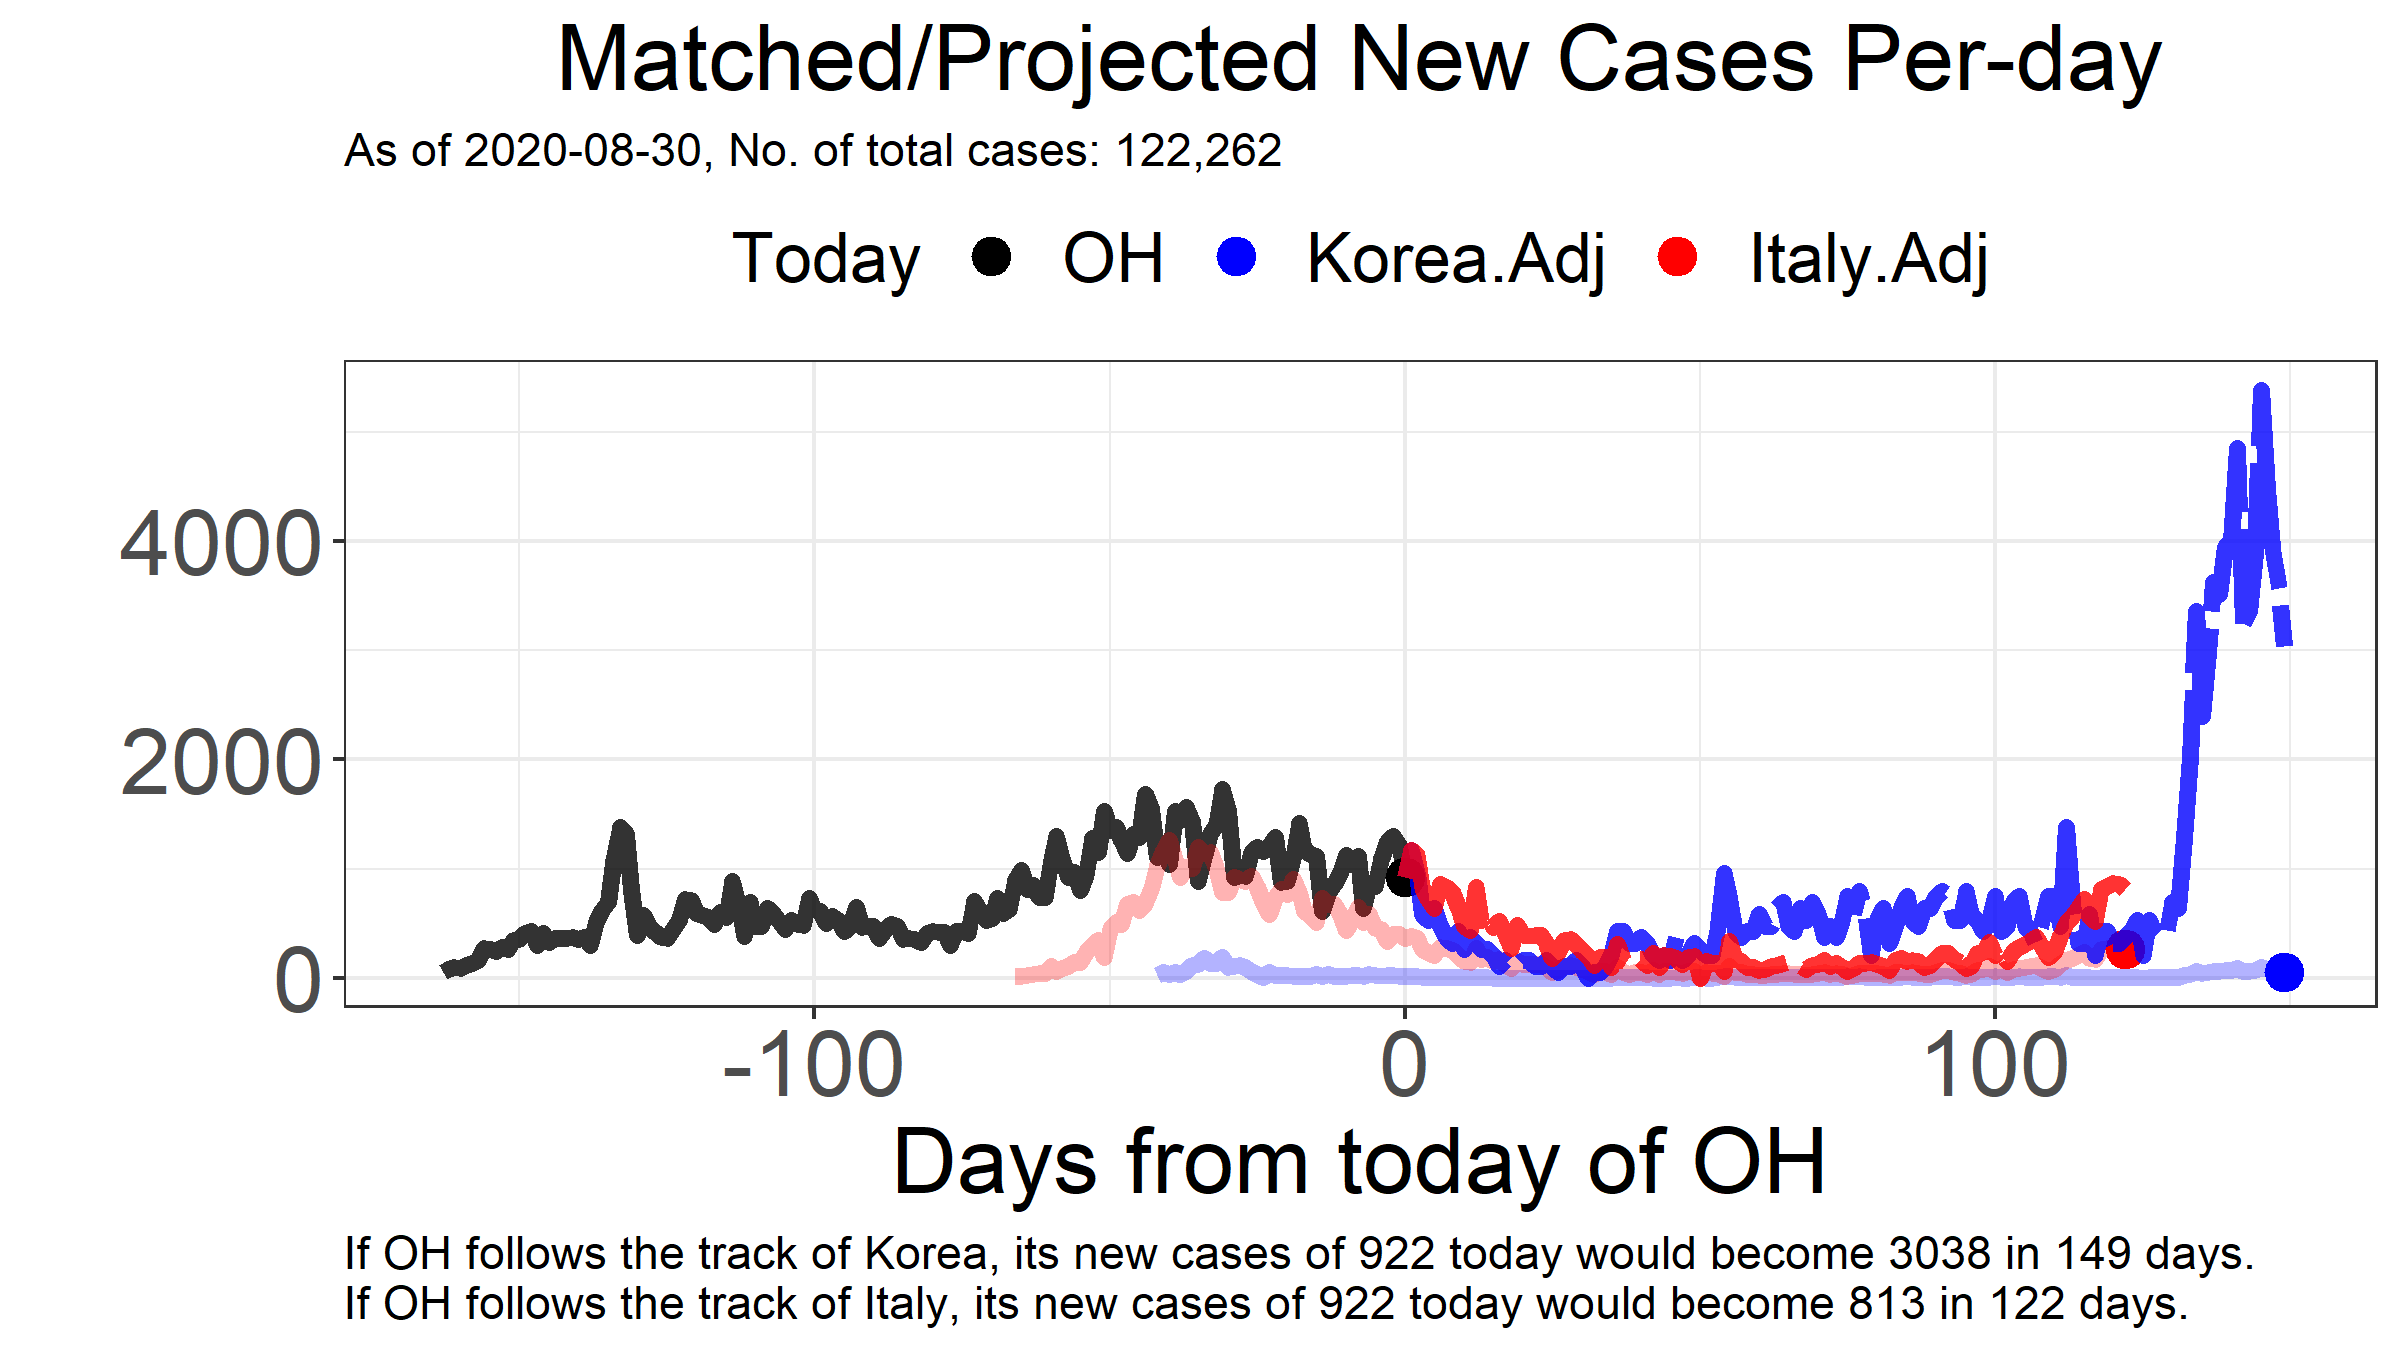 Matched/Projected New Cases Per-day
As of 2020-08-30, No. of total cases: 122,262
Today OH Korea.Adj Italy.Adj
4000
2000
0
-100 0 100
Days from today of OH
If OH follows the track of Korea, its new cases of 922 today would become 3038 in 149 days.
If OH follows the track of Italy, its new cases of 922 today would become 813 in 122 days.